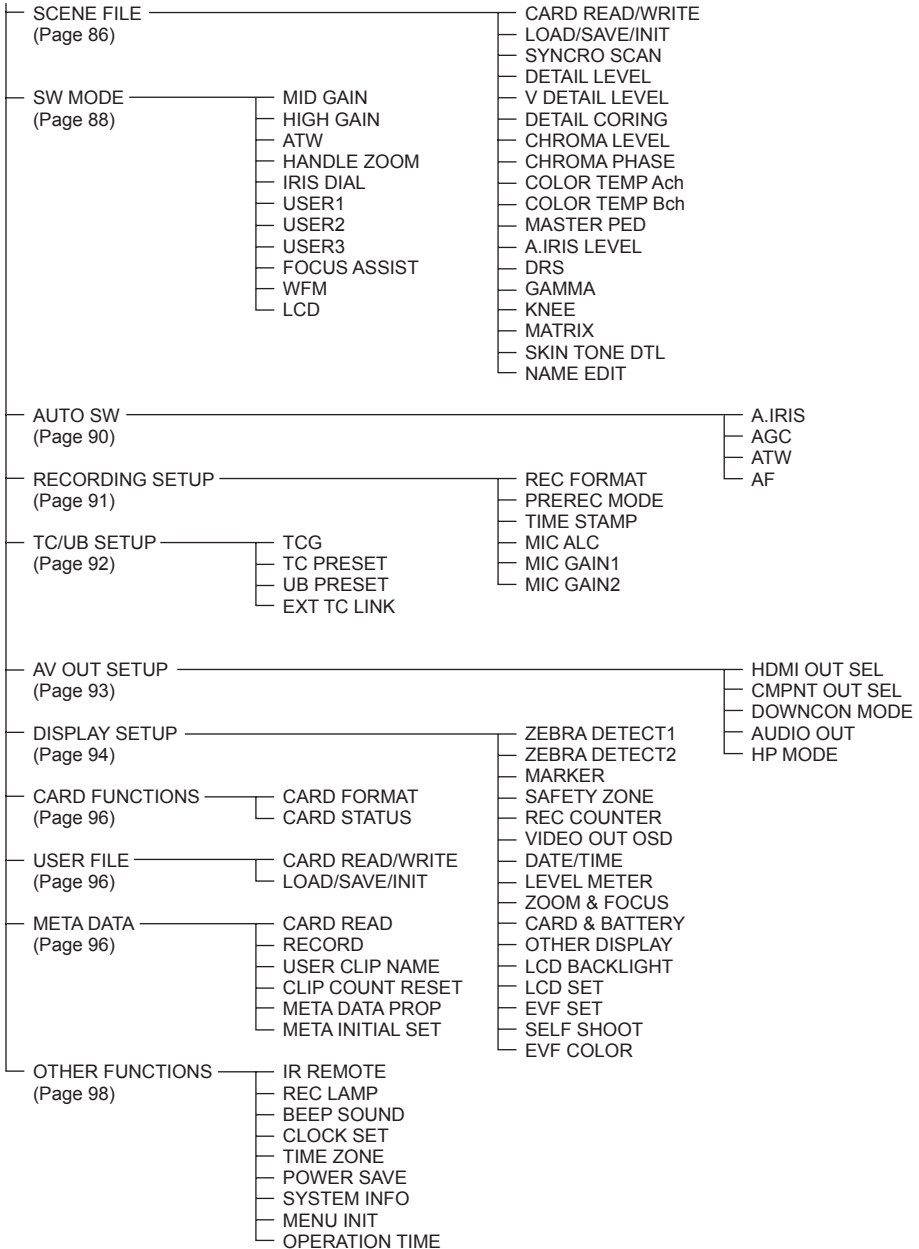 SCENE FILE
(Page 86)
CARD READ/WRITE
LOAD/SAVE/INIT
SYNCRO SCAN
DETAIL LEVEL
V DETAIL LEVEL
DETAIL CORING
CHROMA LEVEL
CHROMA PHASE
COLOR TEMP Ach
COLOR TEMP Bch
MASTER PED
A.IRIS LEVEL
DRS
GAMMA
KNEE
MATRIX
SKIN TONE DTL
NAME EDIT
SW MODE
(Page 88)
MID GAIN
HIGH GAIN
ATW
HANDLE ZOOM
IRIS DIAL
USER1
USER2
USER3
FOCUS ASSIST
WFM
LCD
AUTO SW
(Page 90)
A.IRIS
AGC
ATW
AF
RECORDING SETUP
(Page 91)
REC FORMAT
PREREC MODE
TIME STAMP
MIC ALC
MIC GAIN1
MIC GAIN2
TC/UB SETUP
(Page 92)
TCG
TC PRESET
UB PRESET
EXT TC LINK
AV OUT SETUP
(Page 93)
HDMI OUT SEL
CMPNT OUT SEL
DOWNCON MODE
AUDIO OUT
HP MODE
DISPLAY SETUP
(Page 94)
ZEBRA DETECT1
ZEBRA DETECT2
MARKER
SAFETY ZONE
REC COUNTER
VIDEO OUT OSD
DATE/TIME
LEVEL METER
ZOOM & FOCUS
CARD & BATTERY
OTHER DISPLAY
LCD BACKLIGHT
LCD SET
EVF SET
SELF SHOOT
EVF COLOR
CARD FUNCTIONS
(Page 96)
CARD FORMAT
CARD STATUS
USER FILE
(Page 96)
CARD READ/WRITE
LOAD/SAVE/INIT
META DATA
(Page 96)
CARD READ
RECORD
USER CLIP NAME
CLIP COUNT RESET
META DATA PROP
META INITIAL SET
OTHER FUNCTIONS
(Page 98)
IR REMOTE
REC LAMP
BEEP SOUND
CLOCK SET
TIME ZONE
POWER SAVE
SYSTEM INFO
MENU INIT
OPERATION TIME